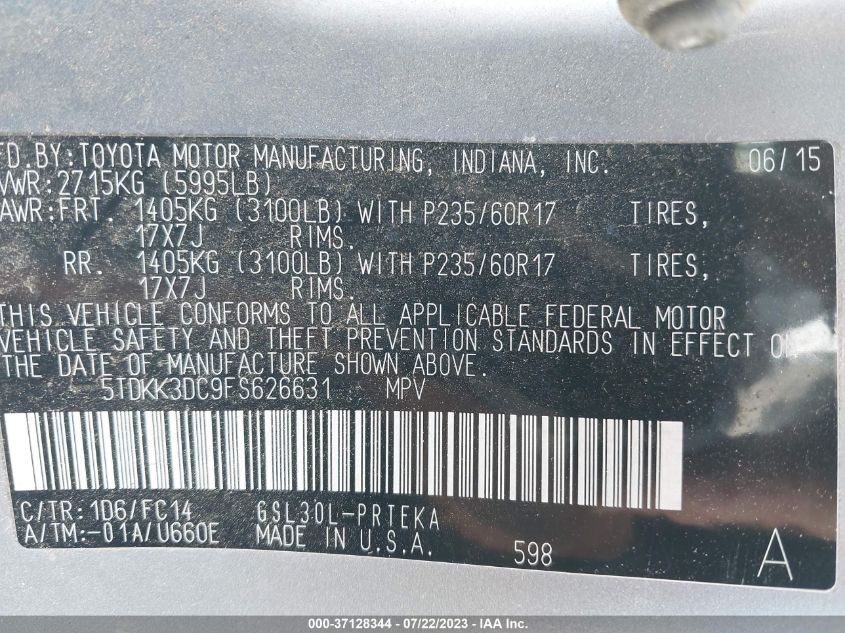 FD. BY: TOYOTA MOTOR MANUFACTURING, INDIANA, INC. 06/15
VWR: 2715KG (5995LB)
AWR: FRT. 1405KG (3100LB) WITH P235/60R17 TIRES,
17X7J RIMS.
RR. 1405KG (3100LB) WITH P235/60R17 TIRES,
17X7J RIMS.
THIS VEHICLE CONFORMS TO ALL APPLICABLE FEDERAL MOTOR
VEHICLE SAFETY AND THEFT PREVENTION STANDARDS IN EFFECT ON
THE DATE OF MANUFACTURE SHOWN ABOVE.
5TDKK3DC9FS626631 MPV
C/TR: 1D6/FC14 GSL30L-PRTEKA
A/TM:-01A/U660E MADE IN U.S.A. 598 A
000-37128344 - 07/22/2023 - IAA Inc.